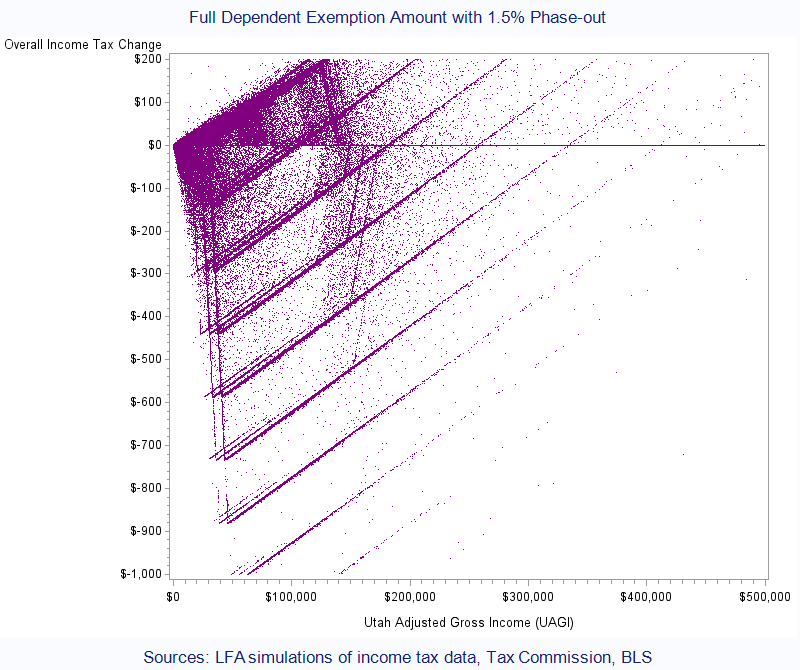 Full Dependent Exemption Amount with 1.5% Phase-out
Overall Income Tax Change
$200
$100
$0
$-100
$-200
$-300
$-400
$-500
$-600
$-700
$-800
$-900
$-1,000
$0 $100,000 $200,000 $300,000 $400,000 $500,000
Utah Adjusted Gross Income (UAGI)
Sources: LFA simulations of income tax data, Tax Commission, BLS